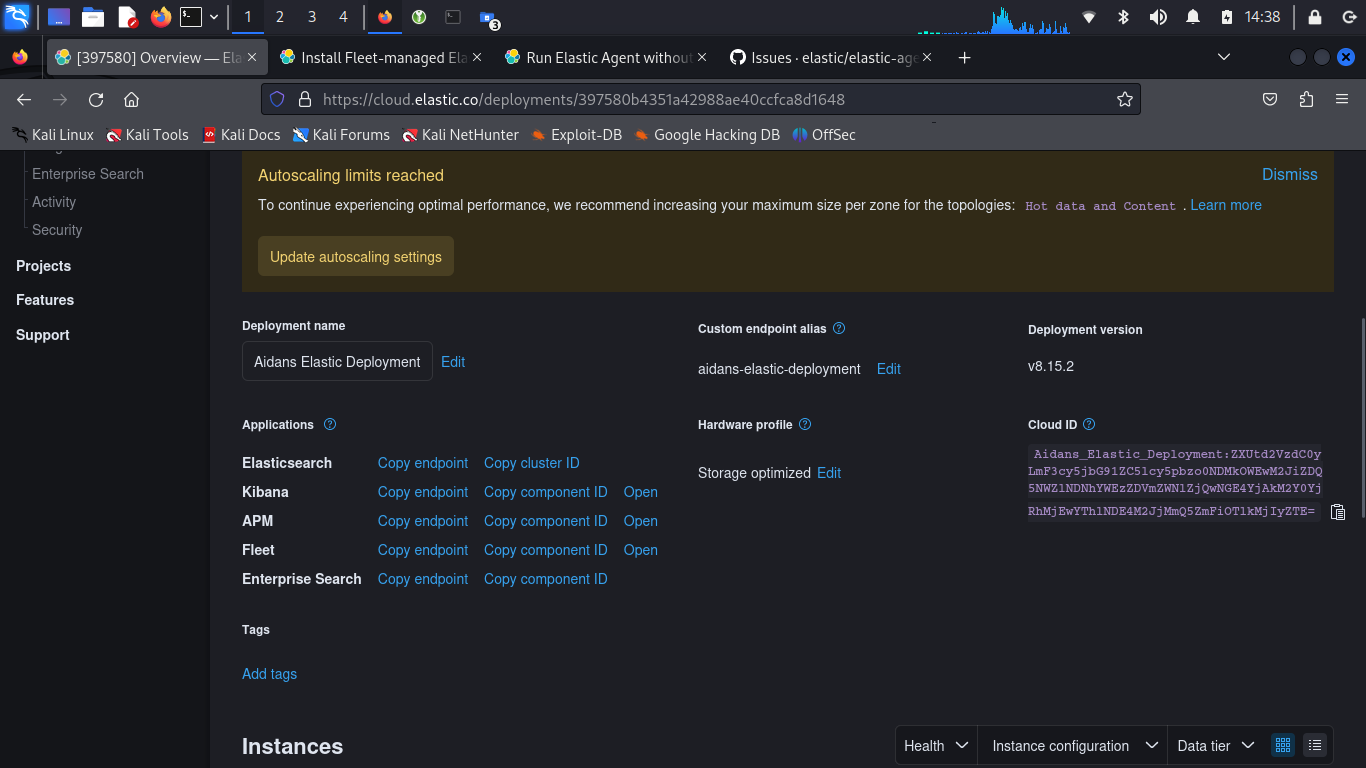 1 2 3 4 3 14:38
[397580] Overview — Ela
Install Fleet-managed Ela
Run Elastic Agent without
Issues · elastic/elastic-age
https://cloud.elastic.co/deployments/397580b4351a42988ae40ccfca8d1648
Kali Linux Kali Tools Kali Docs Kali Forums Kali NetHunter Exploit-DB Google Hacking DB OffSec
Enterprise Search
Activity
Security
Projects
Features
Support
Autoscaling limits reached Dismiss
To continue experiencing optimal performance, we recommend increasing your maximum size per zone for the topologies: Hot data and Content . Learn more
Update autoscaling settings
Deployment name
Aidans Elastic Deployment Edit
Custom endpoint alias
aidans-elastic-deployment Edit
Deployment version
v8.15.2
Applications
Elasticsearch Copy endpoint Copy cluster ID
Kibana Copy endpoint Copy component ID Open
APM Copy endpoint Copy component ID Open
Fleet Copy endpoint Copy component ID Open
Enterprise Search Copy endpoint Copy component ID
Hardware profile
Storage optimized Edit
Cloud ID
Tags
Add tags
Instances
Health Instance configuration Data tier